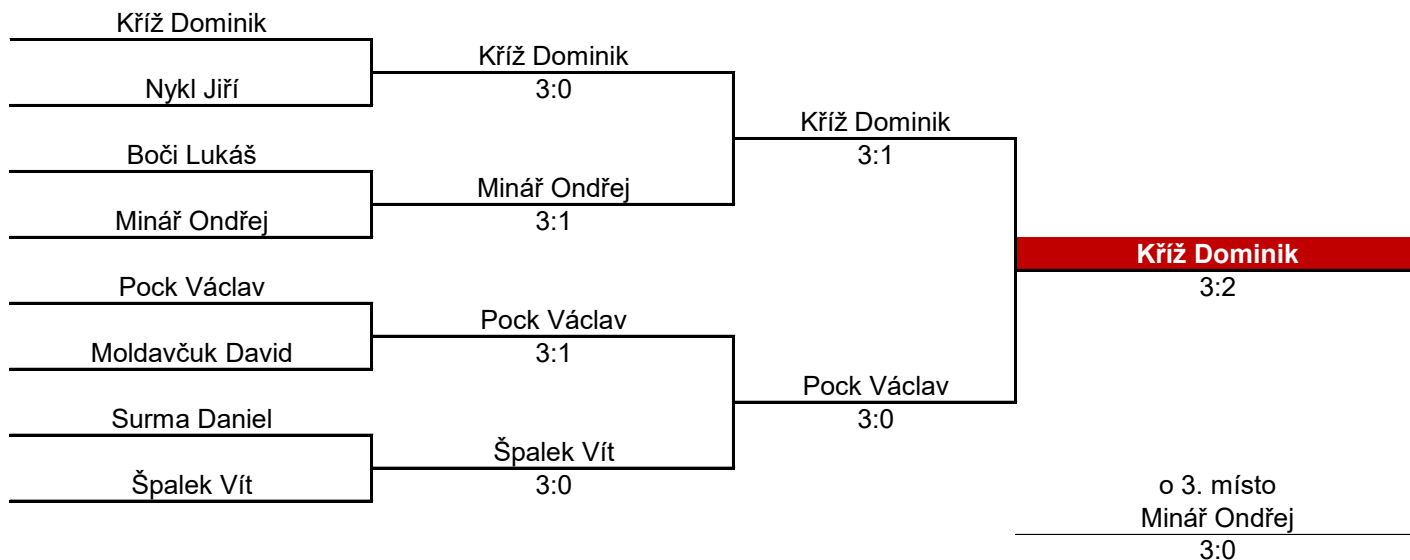 Kříž Dominik
Nykl Jiří
Boči Lukáš
Minář Ondřej
Pock Václav
Moldavčuk David
Surma Daniel
Špalek Vít
Kříž Dominik
3:0
Minář Ondřej
3:1
Pock Václav
3:1
Špalek Vít
3:0
Kříž Dominik
3:1
Pock Václav
3:0
Kříž Dominik
3:2
o 3. místo
Minář Ondřej
3:0